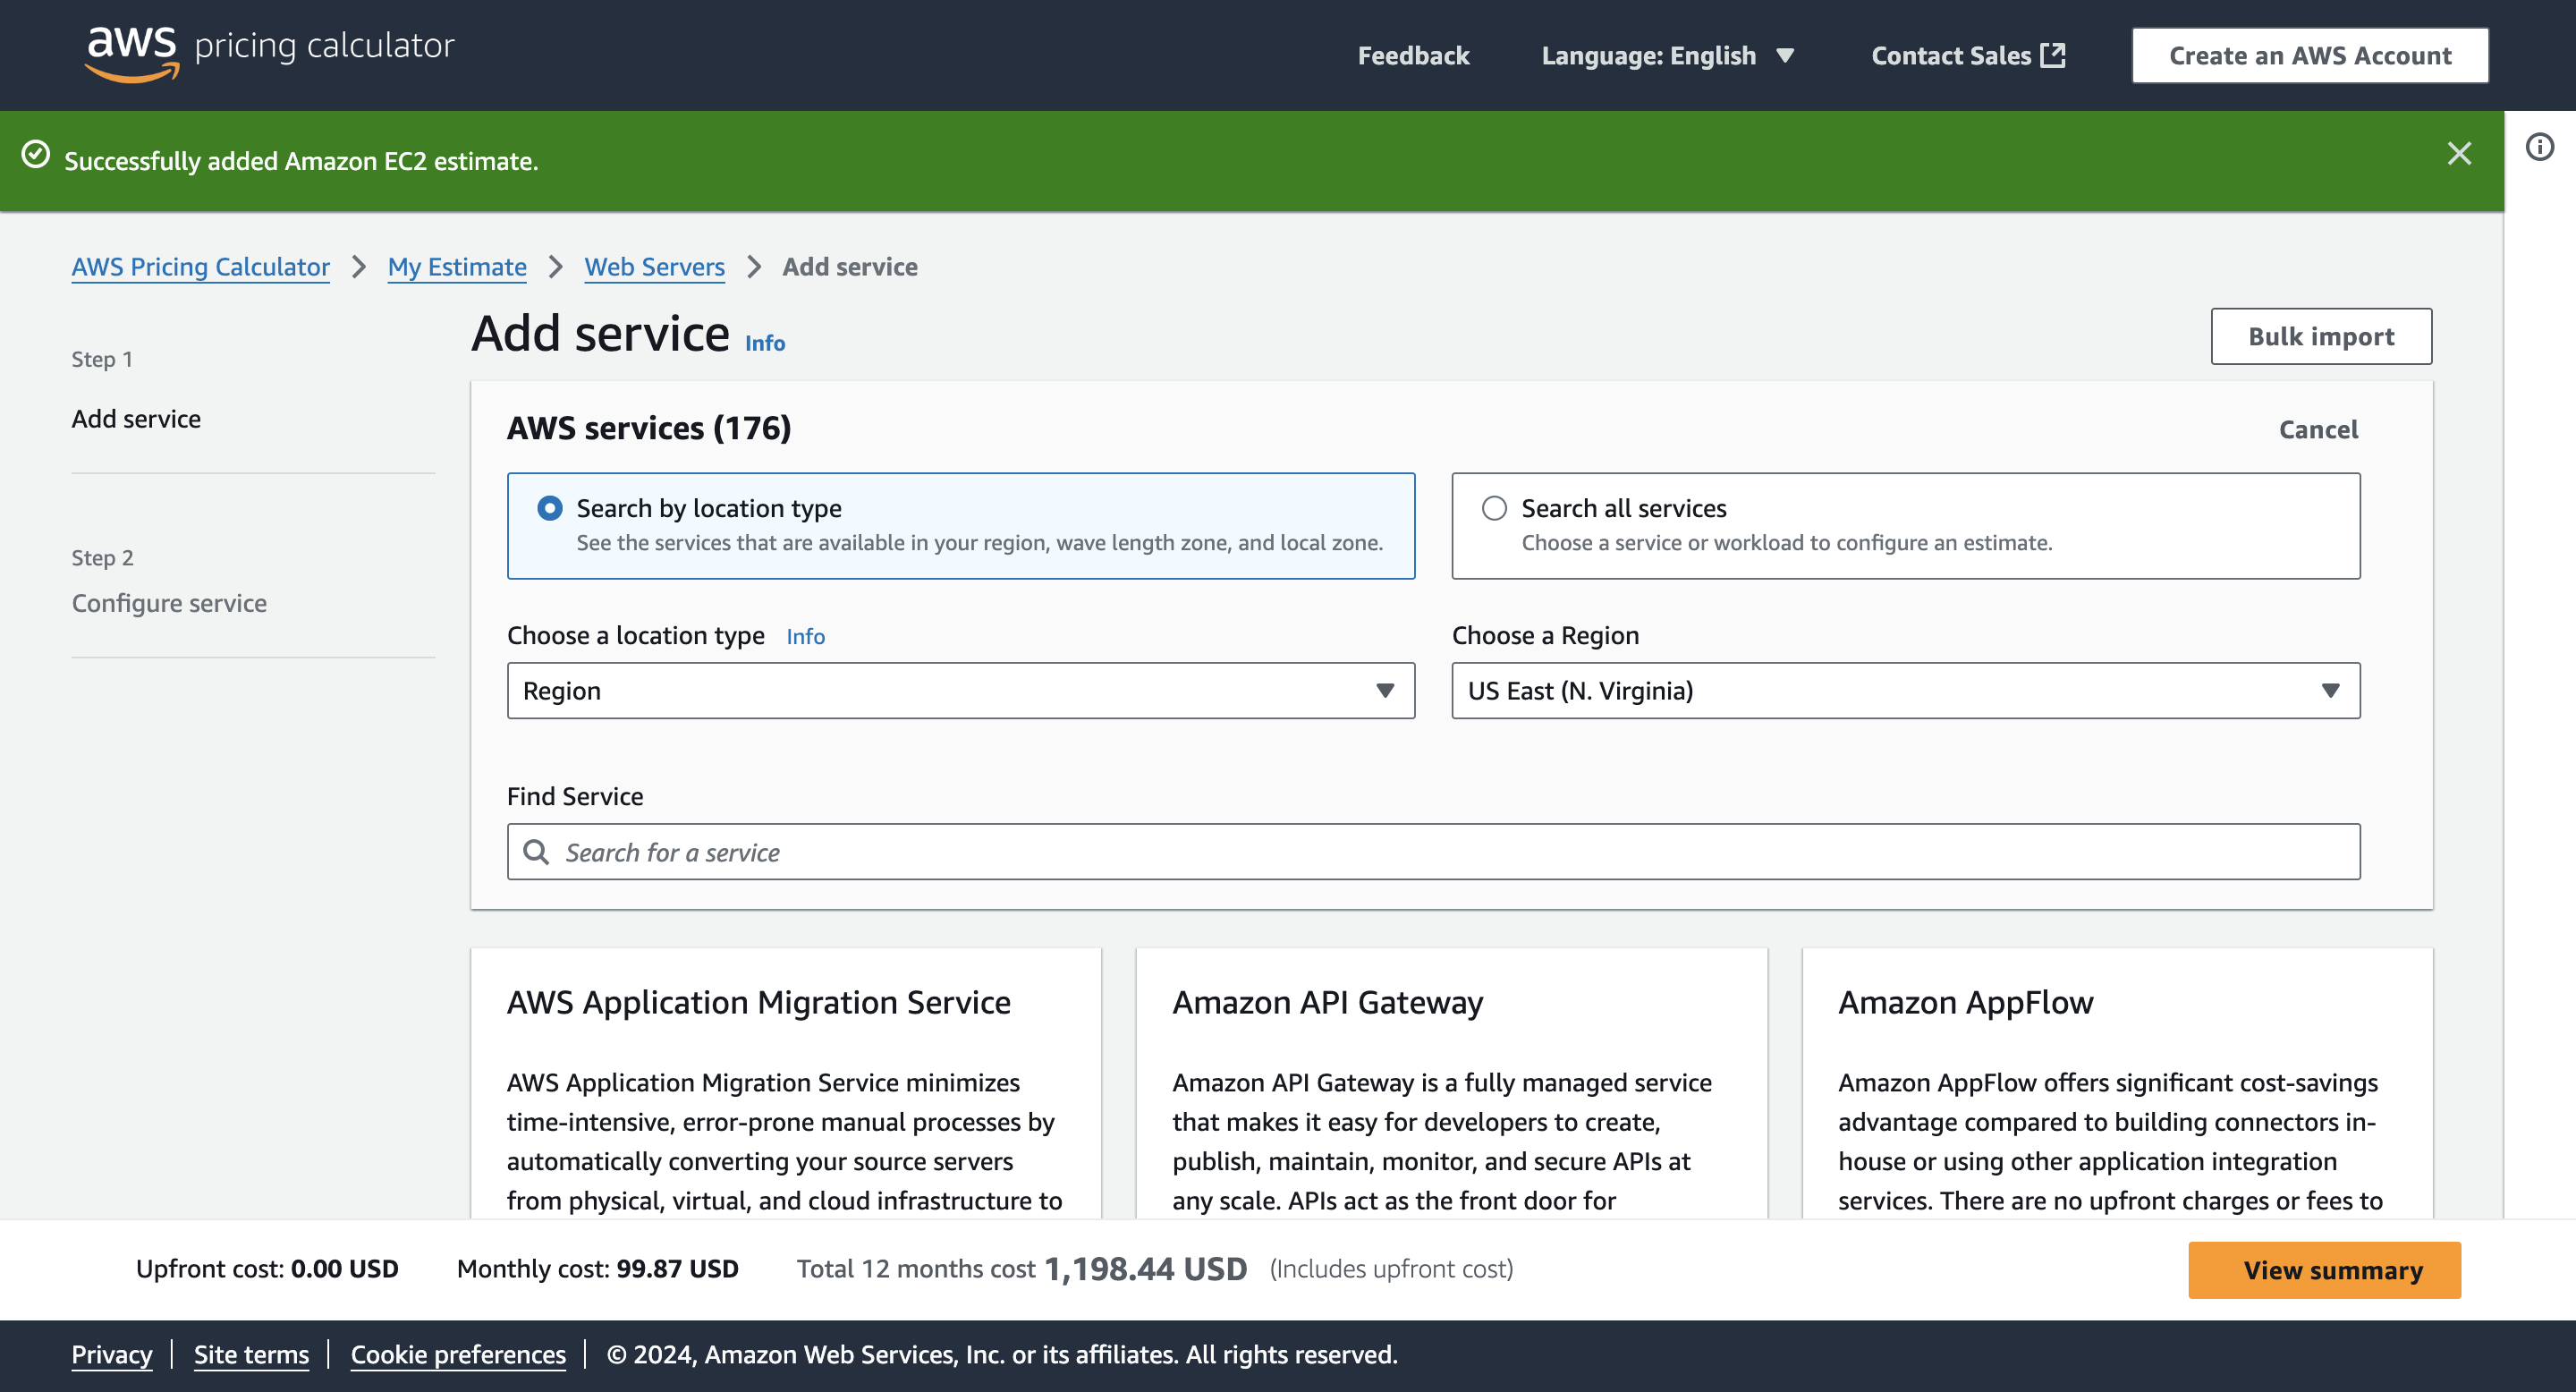 aws pricing calculator
Feedback
Language: English
Contact Sales
Create an AWS Account
Successfully added Amazon EC2 estimate.
AWS Pricing Calculator
My Estimate
Web Servers
Add service
Step 1
Add service
Step 2
Configure service
Add service Info
Bulk import
AWS services (176)
Cancel
Search by location type
See the services that are available in your region, wave length zone, and local zone.
Search all services
Choose a service or workload to configure an estimate.
Choose a location type Info
Region
Choose a Region
US East (N. Virginia)
Find Service
Search for a service
AWS Application Migration Service
AWS Application Migration Service minimizes
time-intensive, error-prone manual processes by
automatically converting your source servers
from physical, virtual, and cloud infrastructure to
Amazon API Gateway
Amazon API Gateway is a fully managed service
that makes it easy for developers to create,
publish, maintain, monitor, and secure APIs at
any scale. APIs act as the front door for
Amazon AppFlow
Amazon AppFlow offers significant cost-savings
advantage compared to building connectors in-
house or using other application integration
services. There are no upfront charges or fees to
Upfront cost: 0.00 USD
Monthly cost: 99.87 USD
Total 12 months cost 1,198.44 USD (Includes upfront cost)
View summary
Privacy
Site terms
Cookie preferences
© 2024, Amazon Web Services, Inc. or its affiliates. All rights reserved.